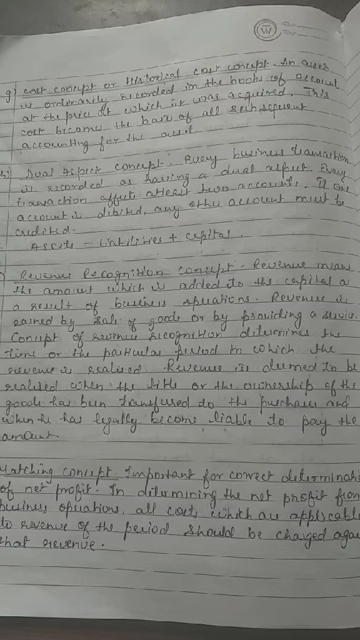 g) Cost concept or Historical cost concept. An asset
is ordinarily recorded in the books of account
at the price at which it was acquired. This
cost becomes the basis of all subsequent
accounting for the asset
Dual Aspect Concept. Every business transaction
is recorded as having a dual aspect. Every
transaction affects atleast two accounts. If one
account is debited, any other account must be
credited.
Assets = Liabilities + Capital.
Revenue Recognition Concept. Revenue means
the amount which is added to the capital as
a result of business operations. Revenue is
earned by sale of goods or by providing a service.
Concept of revenue recognition determines the
time or the particular period in which the
revenue is realised. Revenue is deemed to be
realised when the title or the ownership of the
goods has been transferred to the purchaser and
when he has legally become liable to pay the
amount.
Matching Concept. Important for correct
of net profit. In determining the net profit from
business operations, all costs which are applicable
to revenue of the period should be charged
that revenue.